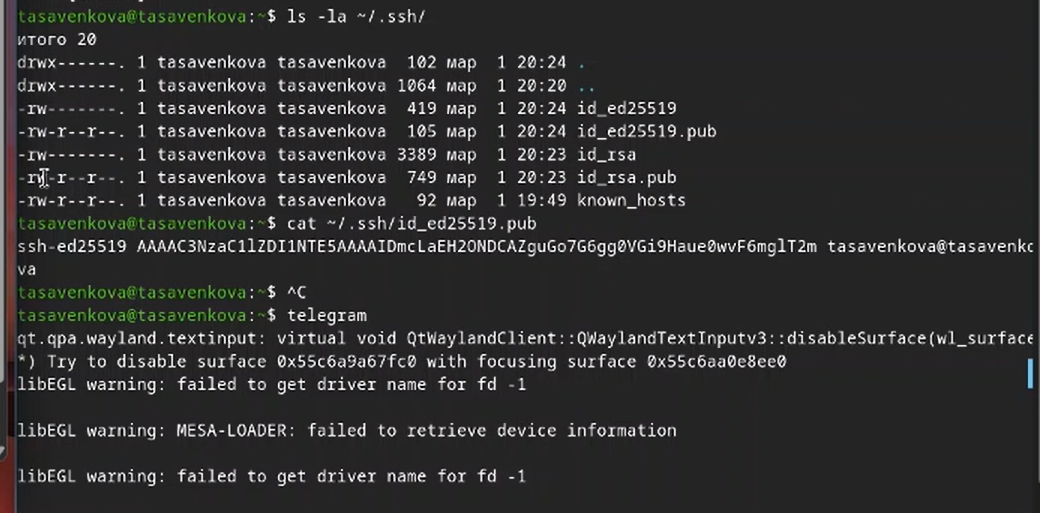 tasavenkova@tasavenkova:~$ ls -la ~/.ssh/
итого 20
drwx------. 1 tasavenkova tasavenkova  102 мар  1 20:24 .
drwx------. 1 tasavenkova tasavenkova 1064 мар  1 20:20 ..
-rw-------. 1 tasavenkova tasavenkova  419 мар  1 20:24 id_ed25519
-rw-r--r--. 1 tasavenkova tasavenkova  105 мар  1 20:24 id_ed25519.pub
-rw-------. 1 tasavenkova tasavenkova 3389 мар  1 20:23 id_rsa
-rw-r--r--. 1 tasavenkova tasavenkova  749 мар  1 20:23 id_rsa.pub
-rw-r--r--. 1 tasavenkova tasavenkova   92 мар  1 19:49 known_hosts
tasavenkova@tasavenkova:~$ cat ~/.ssh/id_ed25519.pub
ssh-ed25519 AAAAC3NzaC1lZDI1NTE5AAAAIDmcLaEH2ONDCAZguGo7G6gg0VGi9Haue0wvF6mglT2m tasavenkova@tasavenko
va
tasavenkova@tasavenkova:~$ ^C
tasavenkova@tasavenkova:~$ telegram
qt.qpa.wayland.textinput: virtual void QtWaylandClient::QWaylandTextInputv3::disableSurface(wl_surface
*) Try to disable surface 0x55c6a9a67fc0 with focusing surface 0x55c6aa0e8ee0
libEGL warning: failed to get driver name for fd -1
libEGL warning: MESA-LOADER: failed to retrieve device information
libEGL warning: failed to get driver name for fd -1